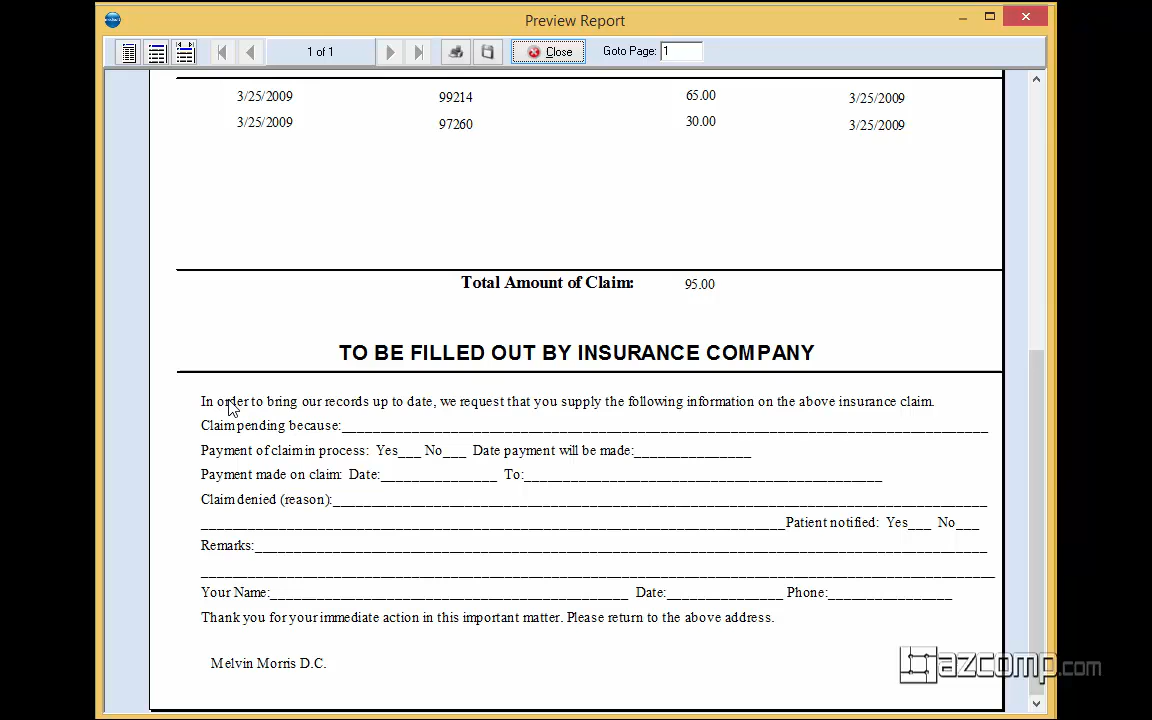 Preview Report
1 of 1 Close Goto Page: 1
3/25/2009 99214 65.00 3/25/2009
3/25/2009 97260 30.00 3/25/2009
Total Amount of Claim: 95.00
TO BE FILLED OUT BY INSURANCE COMPANY
In order to bring our records up to date, we request that you supply the following information on the above insurance claim.
Claim pending because:
Payment of claim in process: Yes___ No___ Date payment will be made:_______________
Payment made on claim: Date:_______________ To:
Claim denied (reason):
Patient notified: Yes___ No___
Remarks:
Your Name: Date:_______________ Phone:________________
Thank you for your immediate action in this important matter. Please return to the above address.
Melvin Morris D.C.
azcomp.com